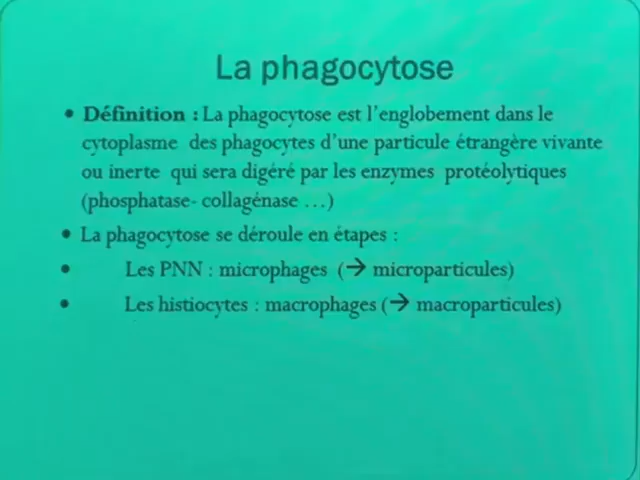 La phagocytose
• Définition : La phagocytose est l'englobement dans le
cytoplasme des phagocytes d'une particule étrangère vivante
ou inerte qui sera digéré par les enzymes protéolytiques
(phosphatase- collagénase …)
• La phagocytose se déroule en étapes :
• Les PNN : microphages (→ microparticules)
• Les histiocytes : macrophages (→ macroparticules)